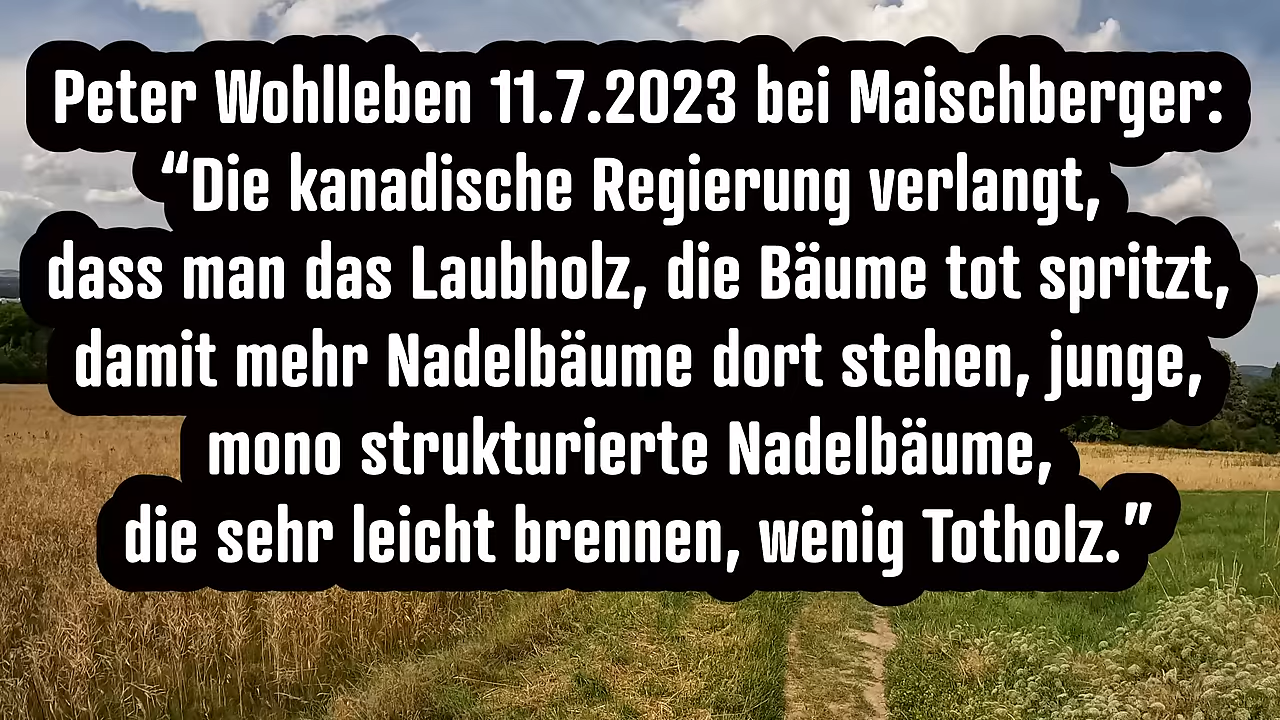 Peter Wohlleben 11.7.2023 bei Maischberger:
“Die kanadische Regierung verlangt,
dass man das Laubholz, die Bäume tot spritzt,
damit mehr Nadelbäume dort stehen, junge,
mono strukturierte Nadelbäume,
die sehr leicht brennen, wenig Totholz.”